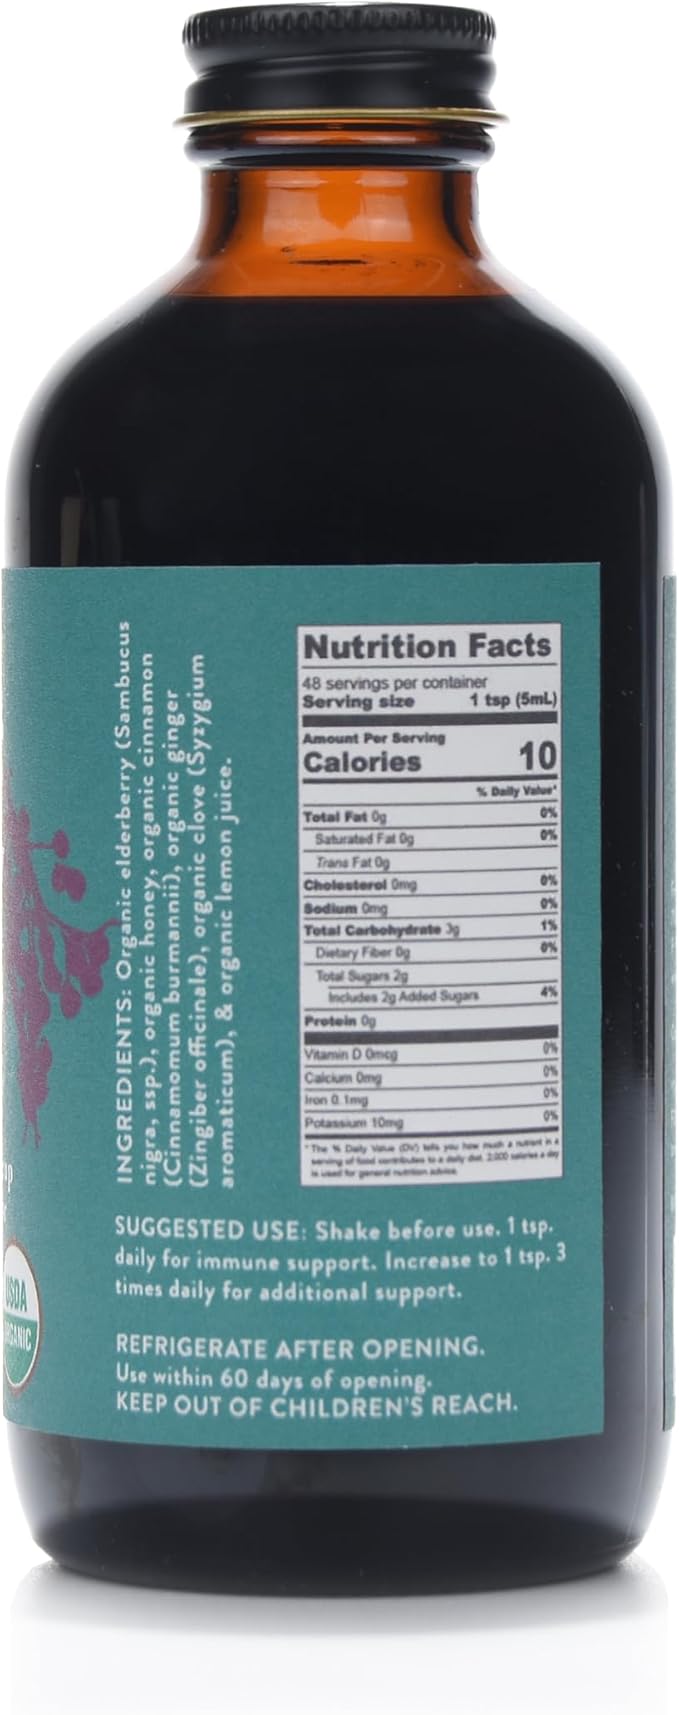 INGREDIENTS: Organic elderberry (Sambucus
nigra, ssp.), organic honey, organic cinnamon
(Cinnamomum burmannii), organic ginger
(Zingiber officinale), organic clove (Syzygium
aromaticum), & organic lemon juice.
Nutrition Facts
48 servings per container
Serving size 1 tsp (5mL)
Amount Per Serving
Calories 10
% Daily Value*
Total Fat 0g 0%
Saturated Fat 0g 0%
Trans Fat 0g
Cholesterol 0mg 0%
Sodium 0mg 0%
Total Carbohydrate 3g 1%
Dietary Fiber 0g 0%
Total Sugars 2g
Includes 2g Added Sugars 4%
Protein 0g
Vitamin D 0mcg 0%
Calcium 0mg 0%
Iron 0.1mg 0%
Potassium 10mg 0%
*The % Daily Value (DV) tells you how much a nutrient in a
serving of food contributes to a daily diet. 2,000 calories a day
is used for general nutrition advice.
SUGGESTED USE: Shake before use. 1 tsp.
daily for immune support. Increase to 1 tsp. 3
times daily for additional support.
REFRIGERATE AFTER OPENING.
Use within 60 days of opening.
KEEP OUT OF CHILDREN'S REACH.
USDA
ORGANIC